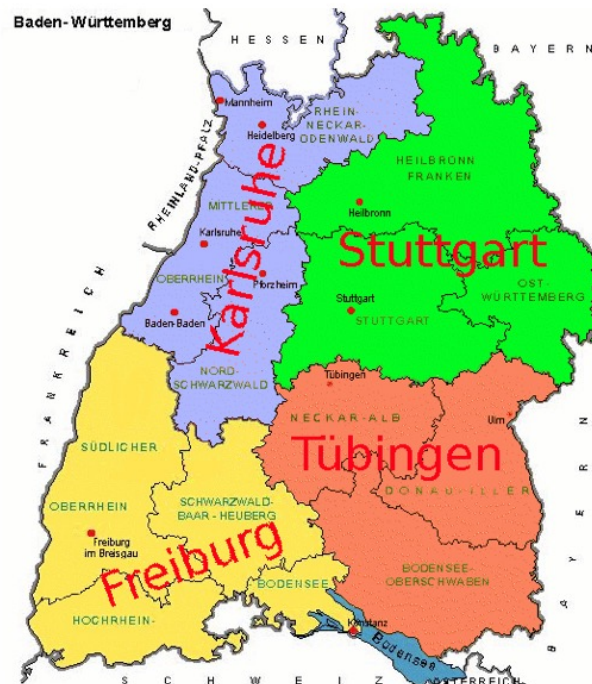 Baden-Württemberg
HESSEN
BAYERN
Mannheim
RHEIN-
NECKAR-
ODENWALD
Heidelberg
RHEINLAND-PFALZ
HEILBRONN
FRANKEN
MITTLERER
Heilbronn
Karlsruhe
Karlsruhe
Stuttgart
OBERRHEIN
Pforzheim
OST-
WÜRTTEMBERG
Stuttgart
STUTTGART
Baden-Baden
FRANKREICH
NORD-
SCHWARZWALD
Tübingen
NECKAR-ALB
Ulm
BAYERN
SÜDLICHER
OBERRHEIN
Tübingen
DONAU-ILLER
SCHWARZWALD-
BAAR-HEUBERG
Freiburg
im Breisgau
Freiburg
BODENSEE-
OBERSCHWABEN
BODENSEE
HOCHRHEIN-
Konstanz
Bodensee
SCHWEIZ
ÖSTERREICH